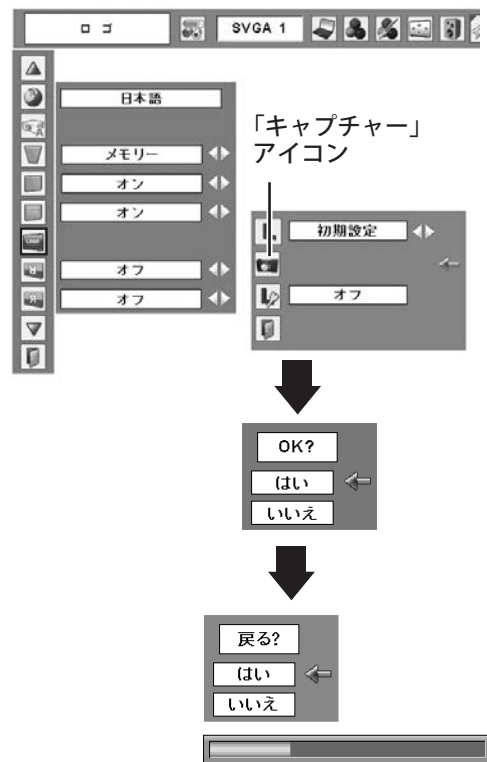 ロ ゴ
SVGA 1
日本語
メモリー
オン
オン
オフ
オフ
「キャプチャー」
アイコン
初期設定
オフ
OK?
はい
いいえ
戻る?
はい
いいえ